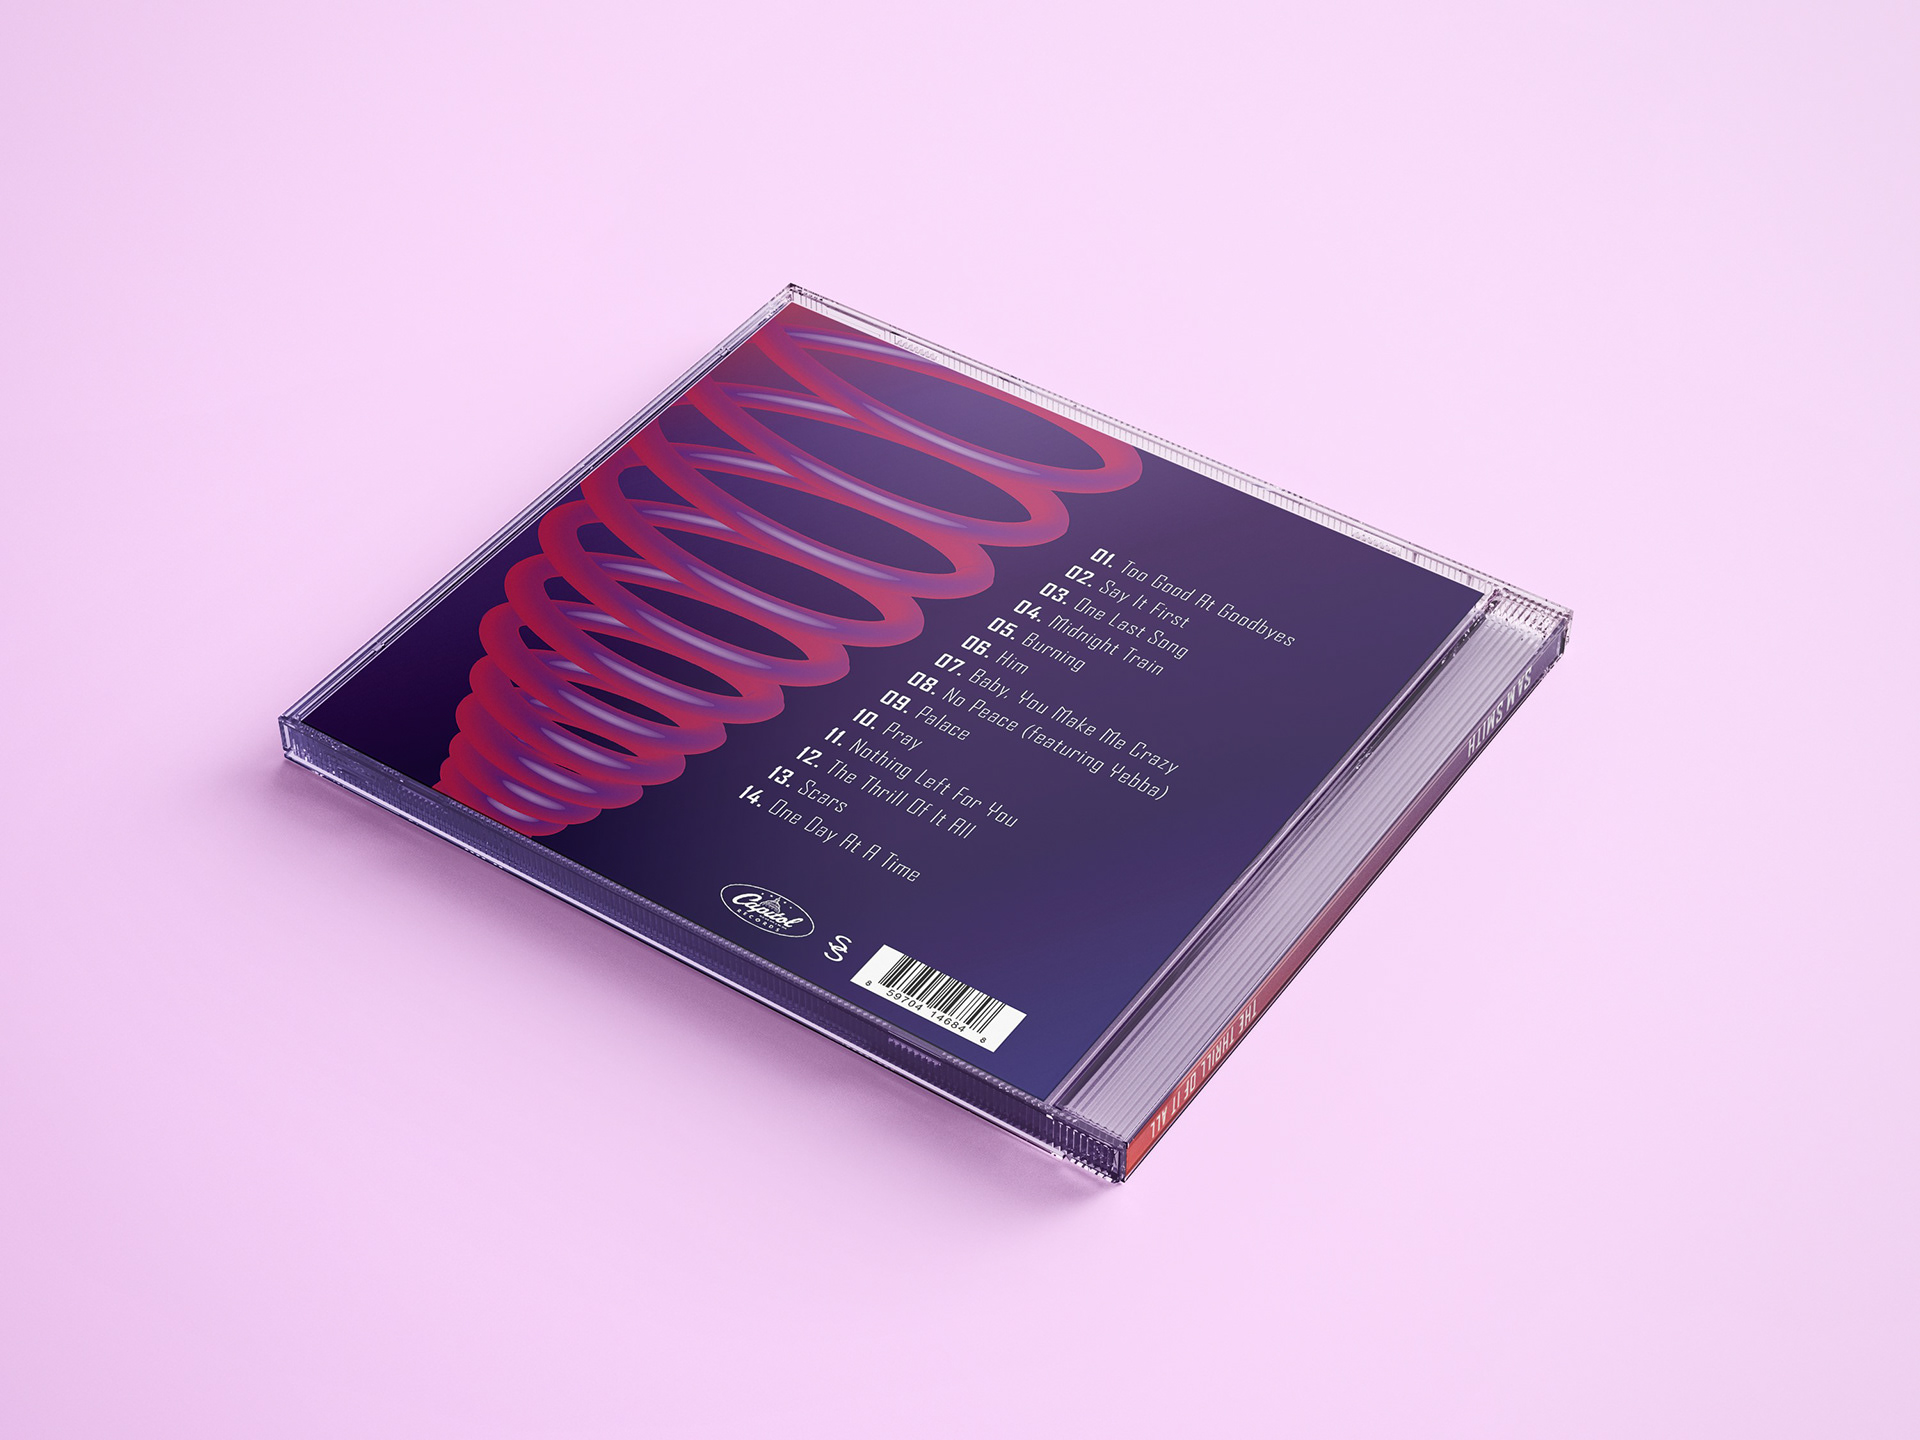 01. Too Good At Goodbyes
02. Say It First
03. One Last Song
04. Midnight Train
05. Burning
06. Him
07. Baby, You Make Me Crazy
08. No Peace (featuring Yebba)
09. Palace
10. Pray
11. Nothing Left For You
12. The Thrill Of It All
13. Scars
14. One Day At A Time
Capitol
RECORDS
SS
8 59704 14684 8
SAM SMITH
THE THRILL OF IT ALL